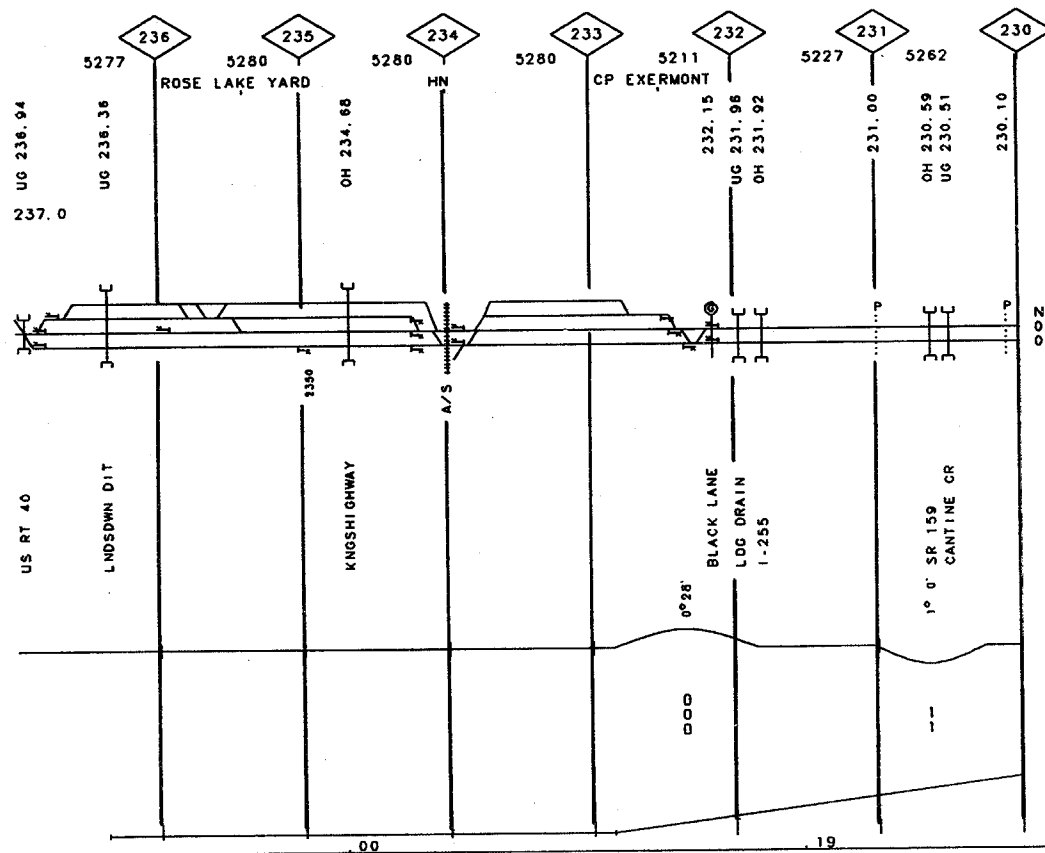 236 235 234 233 232 231 230
5277 5280 5280 5280 5211 5227 5262
ROSE LAKE YARD HN CP EXERMONT
UG 236.94
UG 236.36
OH 234.68
232.15
UG 231.96
OH 231.92
231.00
OH 230.59
UG 230.51
230.10
237.0
P P
2350
A/S
US RT 40
LNDSDWN DIT
KNGSHIGHWAY
BLACK LANE
LDG DRAIN
I-255
1° 0' SR 159
CANTINE CR
0°28'
.00 .19